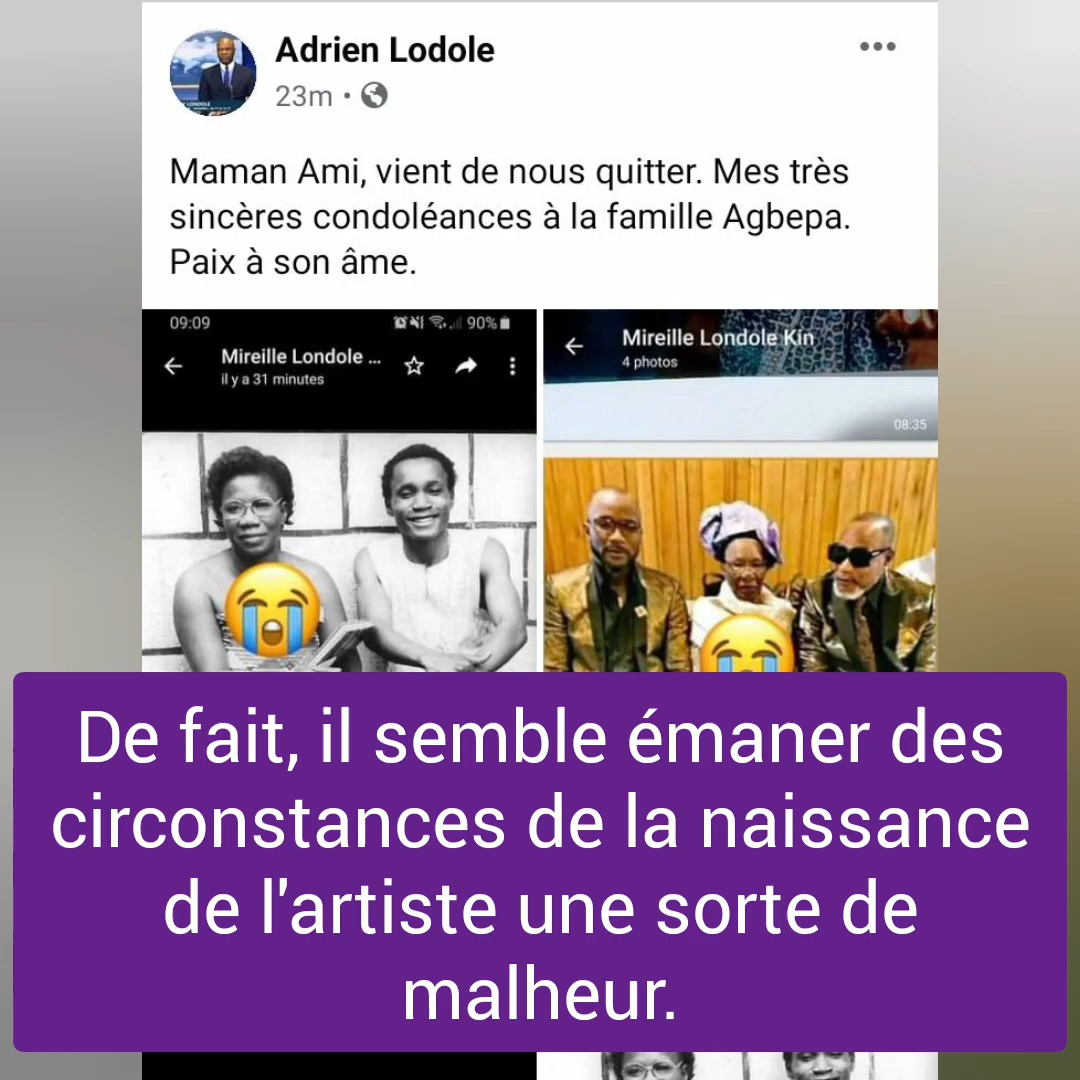 Adrien Lodole
23m
Maman Ami, vient de nous quitter. Mes très
sincères condoléances à la famille Agbepa.
Paix à son âme.
09:09
90%
Mireille Londole ...
il y a 31 minutes
Mireille Londole Kin
4 photos
08:35
De fait, il semble émaner des
circonstances de la naissance
de l'artiste une sorte de
malheur.